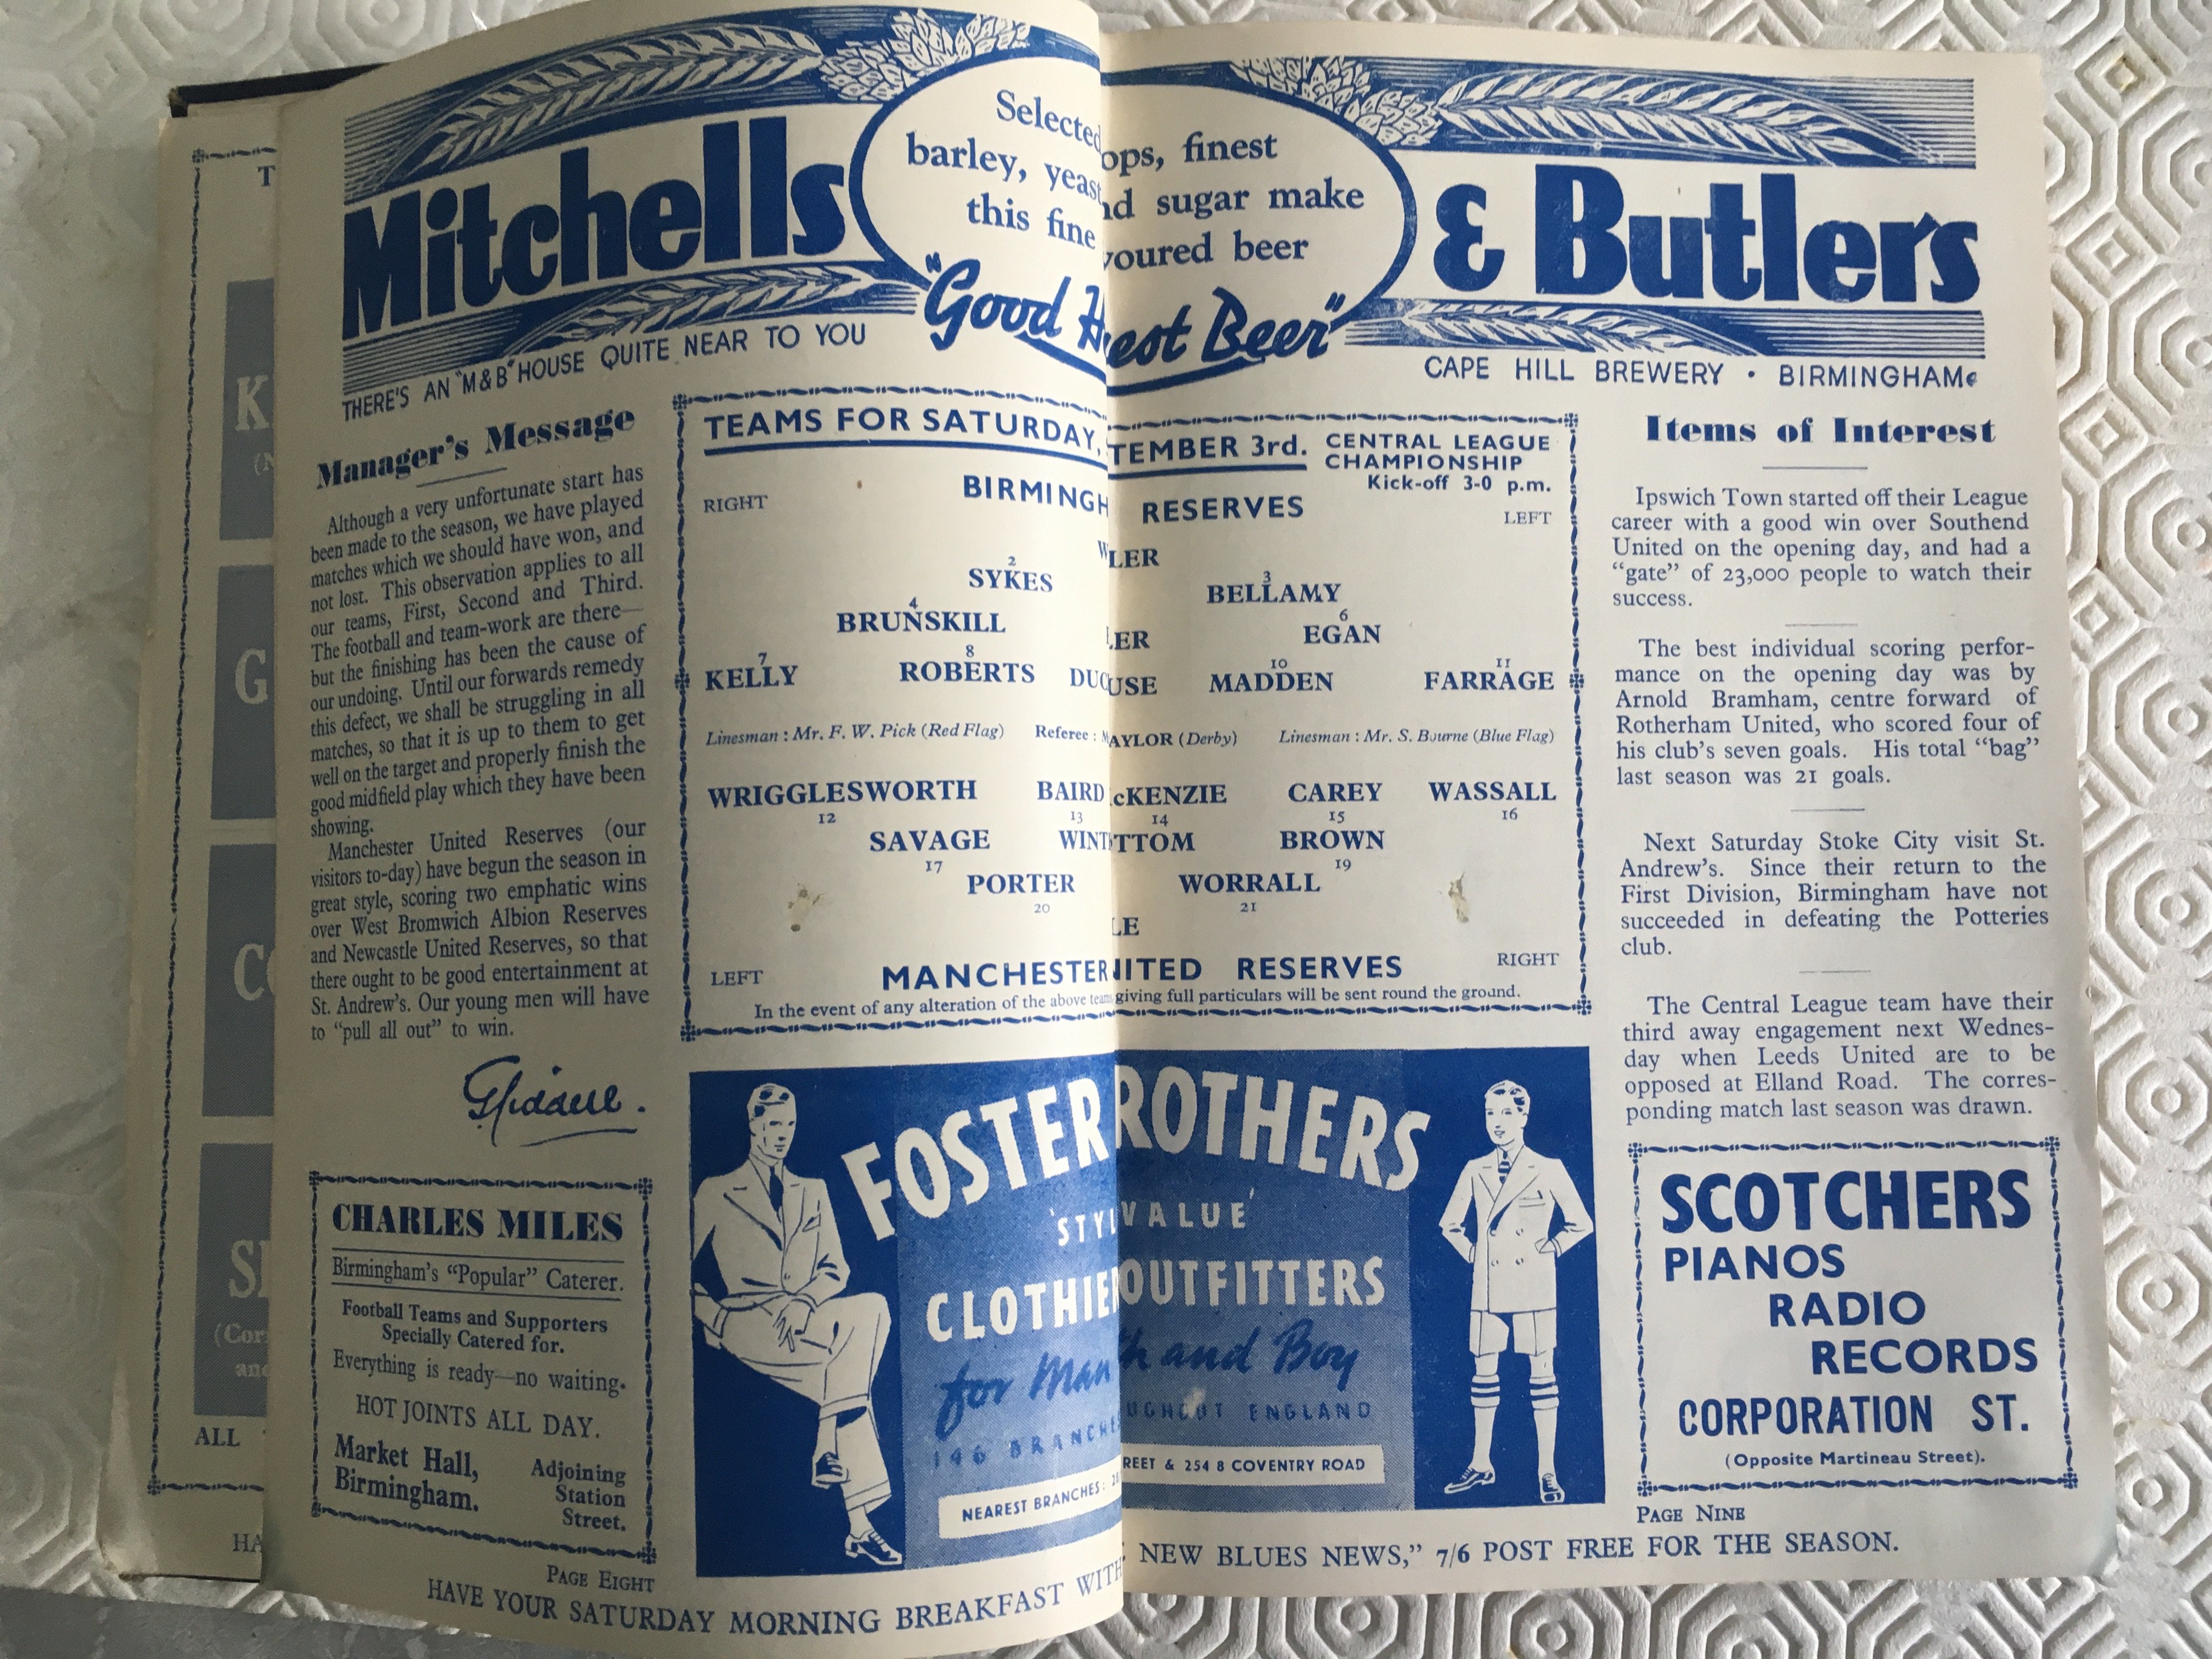 Mitchells
Selected ops, finest
barley, yeast nd sugar make
this fine voured beer
"Good H est Beer"
& Butlers
THERE'S AN "M&B" HOUSE QUITE NEAR TO YOU
CAPE HILL BREWERY • BIRMINGHAM
Manager's Message
Although a very unfortunate start has
been made to the season, we have played
matches which we should have won, and
not lost. This observation applies to all
our teams, First, Second and Third.
The football and team-work are there—
but the finishing has been the cause of
our undoing. Until our forwards remedy
this defect, we shall be struggling in all
matches, so that it is up to them to get
well on the target and properly finish the
good midfield play which they have been
showing.
Manchester United Reserves (our
visitors to-day) have begun the season in
great style, scoring two emphatic wins
over West Bromwich Albion Reserves
and Newcastle United Reserves, so that
there ought to be good entertainment at
St. Andrew's. Our young men will have
to "pull all out" to win.
CHARLES MILES
Birmingham's "Popular" Caterer.
Football Teams and Supporters
Specially Catered for.
Everything is ready—no waiting.
HOT JOINTS ALL DAY.
Market Hall,
Birmingham.
Adjoining
Station
Street.
PAGE EIGHT
TEAMS FOR SATURDAY, TEMBER 3rd.
CENTRAL LEAGUE
CHAMPIONSHIP
Kick-off 3-0 p.m.
BIRMINGH RESERVES
RIGHT LEFT
W LER
2 3
SYKES BELLAMY
4 6
BRUNSKILL LER EGAN
7 8 10 11
KELLY ROBERTS DUC USE MADDEN FARRAGE
Linesman : Mr. F. W. Pick (Red Flag) Referee : M AYLOR (Derby) Linesman : Mr. S. Bourne (Blue Flag)
WRIGGLESWORTH BAIRD cKENZIE CAREY WASSALL
12 13 14 15 16
SAVAGE WINT TTOM BROWN
17 19
PORTER WORRALL
20 21
LE
LEFT RIGHT
MANCHESTER NITED RESERVES
In the event of any alteration of the above team giving full particulars will be sent round the ground.
FOSTER ROTHERS
'STYL VALUE'
CLOTHIE OUTFITTERS
for Man th and Boy
146 BRANCHE UGHOUT ENGLAND
NEAREST BRANCHES: 28 REET & 254 8 COVENTRY ROAD
Items of Interest
Ipswich Town started off their League
career with a good win over Southend
United on the opening day, and had a
"gate" of 23,000 people to watch their
success.
The best individual scoring perfor-
mance on the opening day was by
Arnold Bramham, centre forward of
Rotherham United, who scored four of
his club's seven goals. His total "bag"
last season was 21 goals.
Next Saturday Stoke City visit St.
Andrew's. Since their return to the
First Division, Birmingham have not
succeeded in defeating the Potteries
club.
The Central League team have their
third away engagement next Wednes-
day when Leeds United are to be
opposed at Elland Road. The corres-
ponding match last season was drawn.
SCOTCHERS
PIANOS
RADIO
RECORDS
CORPORATION ST.
(Opposite Martineau Street).
PAGE NINE
HAVE YOUR SATURDAY MORNING BREAKFAST WITH NEW BLUES NEWS," 7/6 POST FREE FOR THE SEASON.
ALL